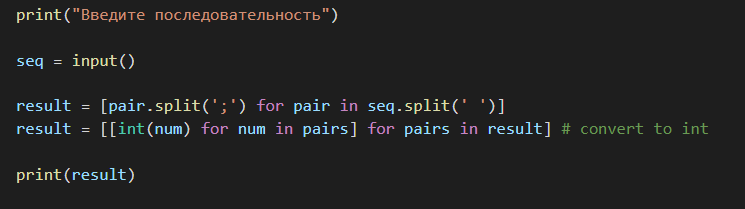 print("Введите последовательность")
seq = input()
result = [pair.split(';') for pair in seq.split(' ')]
result = [[int(num) for num in pairs] for pairs in result] # convert to int
print(result)